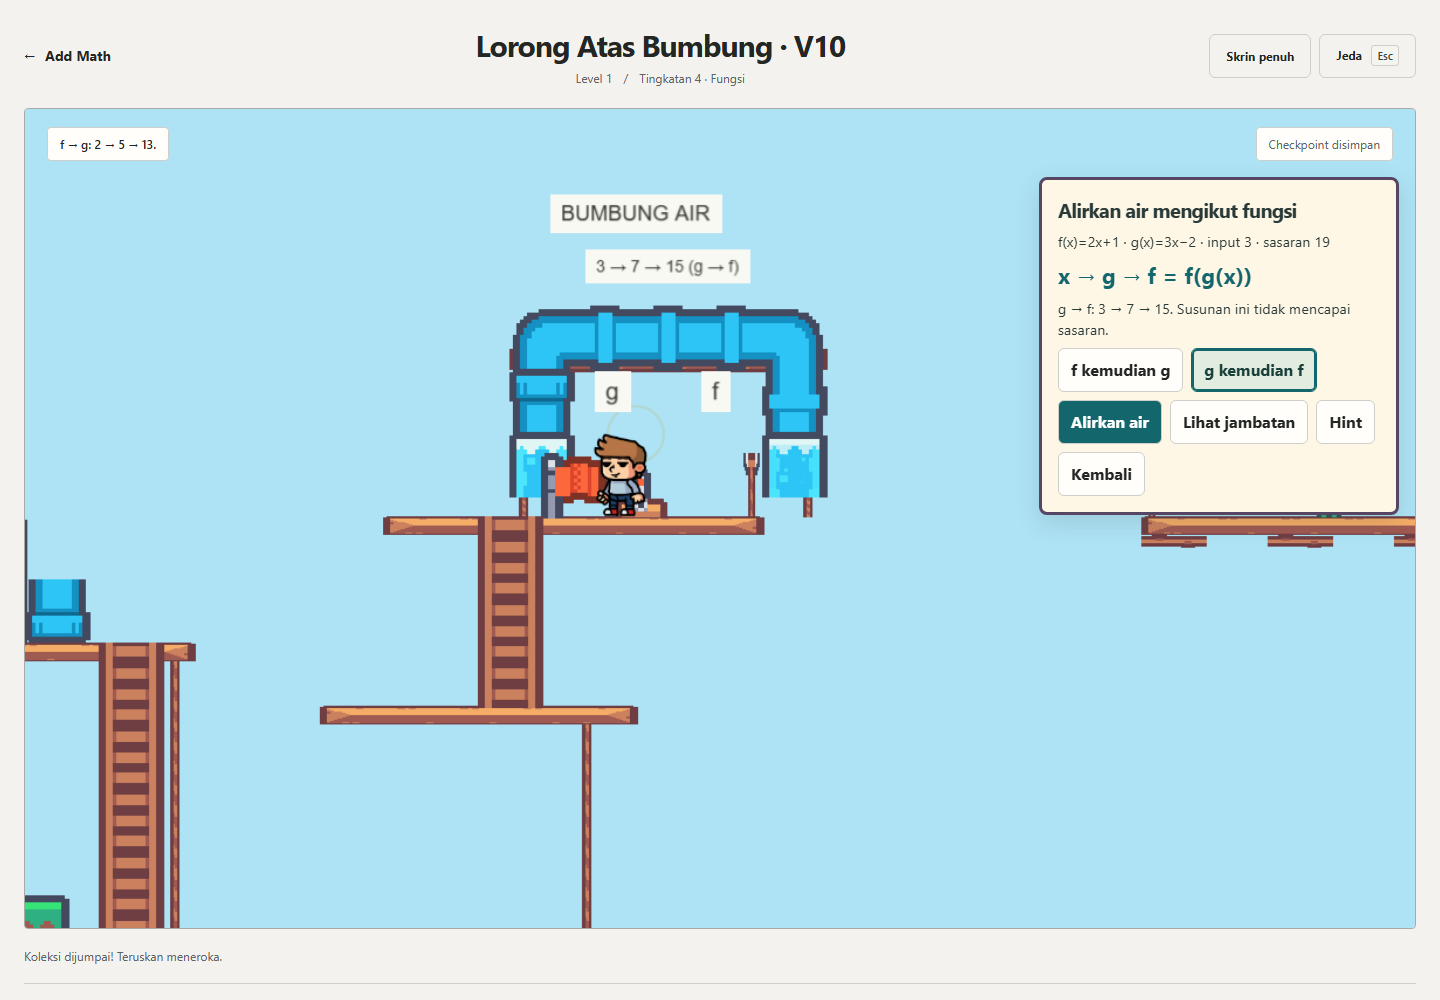 ← Add Math
Lorong Atas Bumbung · V10
Level 1 / Tingkatan 4 · Fungsi
Skrin penuh
Jeda Esc
f → g: 2 → 5 → 13.
Checkpoint disimpan
BUMBUNG AIR
3 → 7 → 15 (g → f)
g
f
Alirkan air mengikut fungsi
f(x)=2x+1 · g(x)=3x−2 · input 3 · sasaran 19
x → g → f = f(g(x))
g → f: 3 → 7 → 15. Susunan ini tidak mencapai
sasaran.
f kemudian g
g kemudian f
Alirkan air
Lihat jambatan
Hint
Kembali
Koleksi dijumpai! Teruskan meneroka.